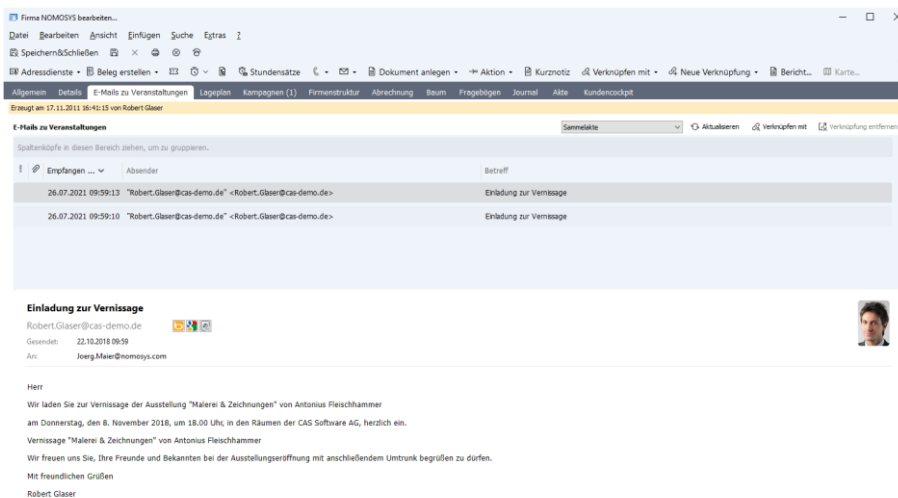 Firma NOMOSYS bearbeiten...
Datei Bearbeiten Ansicht Einfügen Suche Extras ?
Speichern&Schließen
Adressdienste Beleg erstellen Stundensätze Dokument anlegen Aktion Kurznotiz Verknüpfen mit Neue Verknüpfung Bericht... Karte...
Allgemein Details E-Mails zu Veranstaltungen Lageplan Kampagnen (1) Firmenstruktur Abrechnung Baum Fragebögen Journal Akte Kundencockpit
Erzeugt am 17.11.2011 16:41:15 von Robert Glaser
E-Mails zu Veranstaltungen Sammelakte Aktualisieren Verknüpfen mit Verknüpfung entfernen
Spaltenköpfe in diesen Bereich ziehen, um zu gruppieren.
! Empfangen ... Absender Betreff
26.07.2021 09:59:13 "Robert.Glaser@cas-demo.de" <Robert.Glaser@cas-demo.de> Einladung zur Vernissage
26.07.2021 09:59:10 "Robert.Glaser@cas-demo.de" <Robert.Glaser@cas-demo.de> Einladung zur Vernissage
Einladung zur Vernissage
Robert.Glaser@cas-demo.de
Gesendet: 22.10.2018 09:59
An: Joerg.Maier@nomosys.com
Herr
Wir laden Sie zur Vernissage der Ausstellung "Malerei & Zeichnungen" von Antonius Fleischhammer
am Donnerstag, den 8. November 2018, um 18.00 Uhr, in den Räumen der CAS Software AG, herzlich ein.
Vernissage "Malerei & Zeichnungen" von Antonius Fleischhammer
Wir freuen uns Sie, Ihre Freunde und Bekannten bei der Ausstellungseröffnung mit anschließendem Umtrunk begrüßen zu dürfen.
Mit freundlichen Grüßen
Robert Glaser